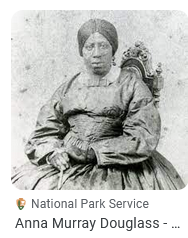 National Park Service
Anna Murray Douglass - ...